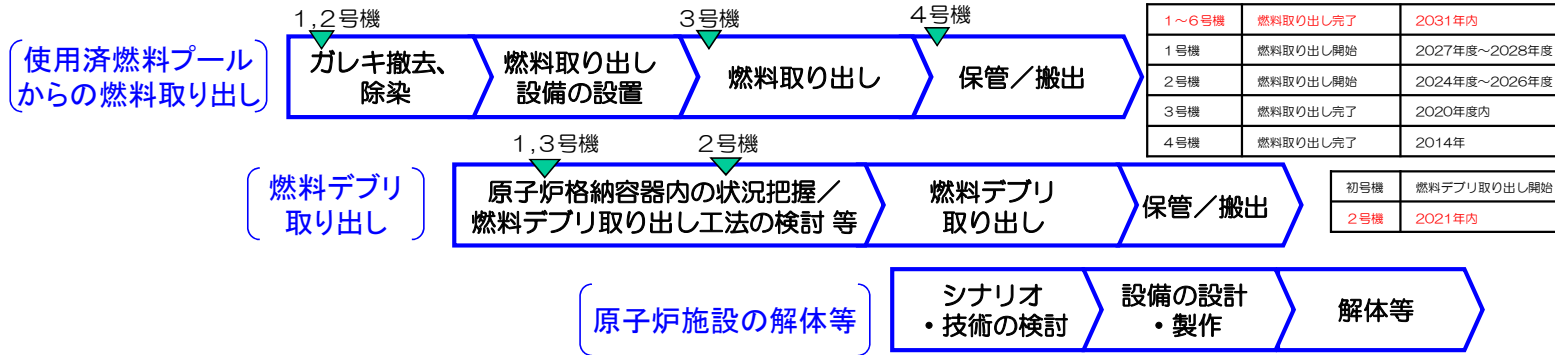 1,2号機
3号機
4号機
使用済燃料プール
からの燃料取り出し
ガレキ撤去、
除染
燃料取り出し
設備の設置
燃料取り出し
保管／搬出
1～6号機 燃料取り出し完了 2031年内
1号機 燃料取り出し開始 2027年度～2028年度
2号機 燃料取り出し開始 2024年度～2026年度
3号機 燃料取り出し完了 2020年度内
4号機 燃料取り出し完了 2014年
1,3号機
2号機
燃料デブリ
取り出し
原子炉格納容器内の状況把握／
燃料デブリ取り出し工法の検討 等
燃料デブリ
取り出し
保管／搬出
初号機 燃料デブリ取り出し開始
2号機 2021年内
原子炉施設の解体等
シナリオ
・技術の検討
設備の設計
・製作
解体等